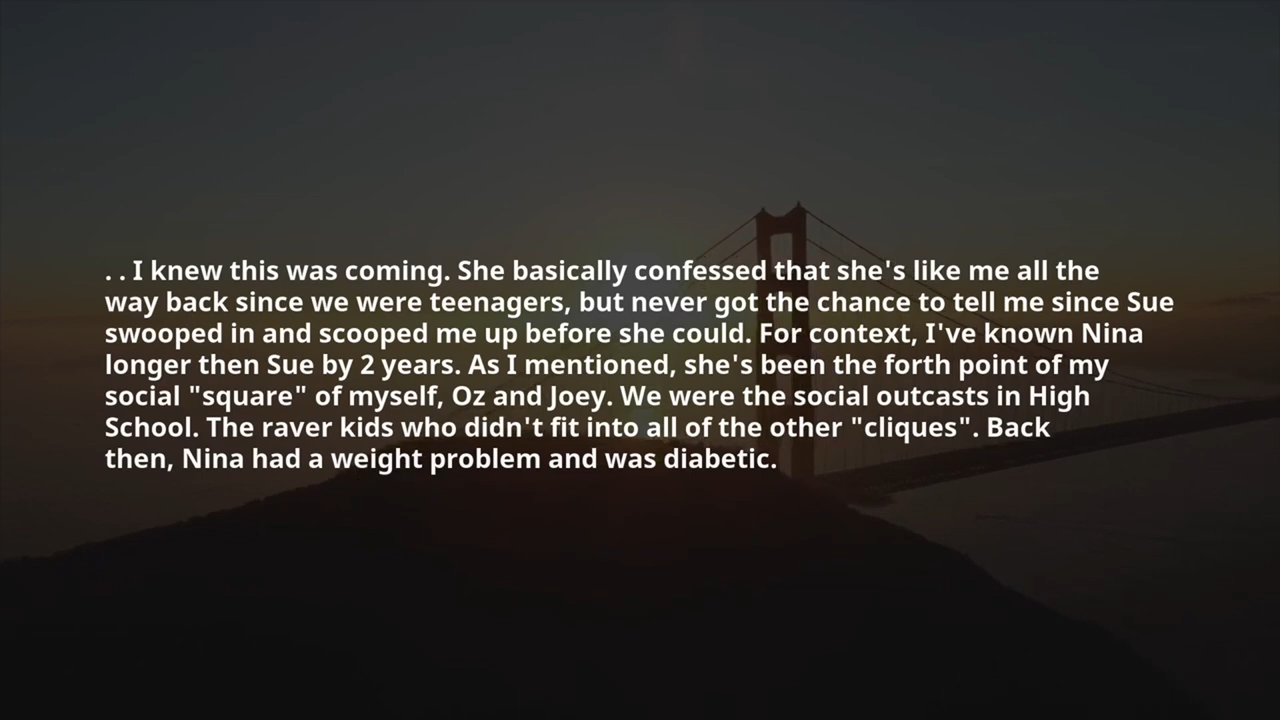 . . I knew this was coming. She basically confessed that she's like me all the
way back since we were teenagers, but never got the chance to tell me since Sue
swooped in and scooped me up before she could. For context, I've known Nina
longer then Sue by 2 years. As I mentioned, she's been the forth point of my
social "square" of myself, Oz and Joey. We were the social outcasts in High
School. The raver kids who didn't fit into all of the other "cliques". Back
then, Nina had a weight problem and was diabetic.